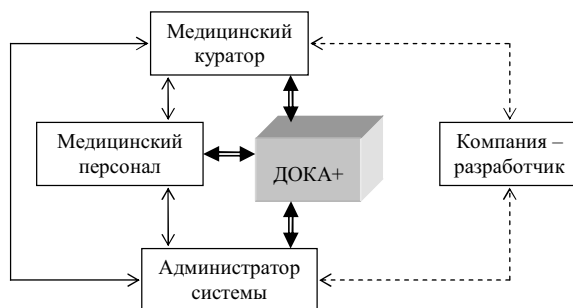 Медицинский
куратор
Медицинский
персонал
ДОКА+
Компания –
разработчик
Администратор
системы